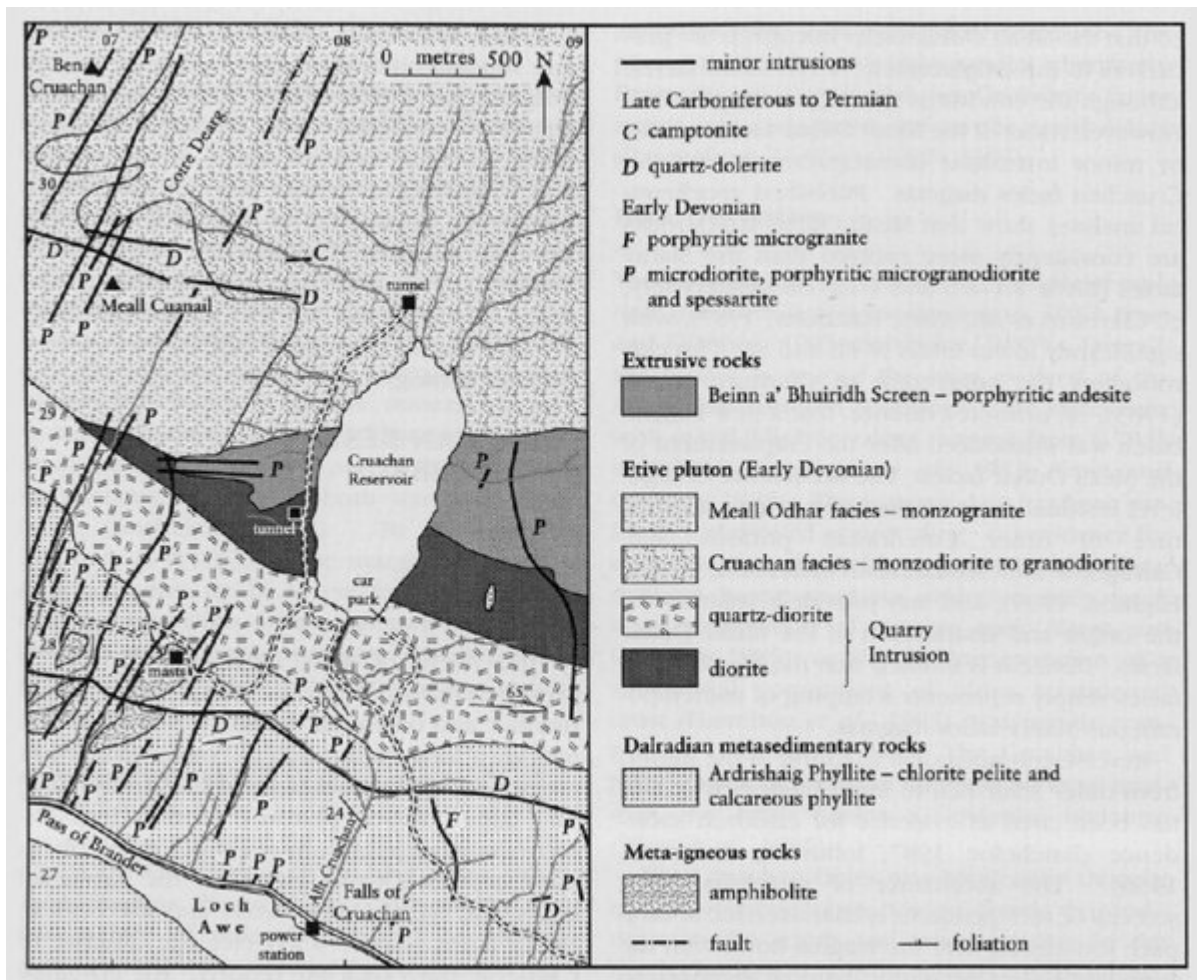 07
08
09
P
P
P
Ben
Cruachan
0 metres 500
N
P
P
P
P
P
Coire Dearg
30
P
P
D
D
C
P
Meall Cuanail
D
tunnel
P
P
29
P
P
Cruachan
Reservoir
P
P
tunnel
P
P
P
car
park
P
P
28
P
masts
P
P
30
65
D
P
P
P
P
P
P
P
P
D
24
F
P
P
Pass of Brander
P
P
P
Allt Cruachan
27
Loch
Awe
Falls of
Cruachan
P
D
P
power
station
minor intrusions
Late Carboniferous to Permian
C camptonite
D quartz-dolerite
Early Devonian
F porphyritic microgranite
P microdiorite, porphyritic microgranodiorite
and spessartite
Extrusive rocks
Beinn a' Bhuiridh Screen – porphyritic andesite
Etive pluton (Early Devonian)
Meall Odhar facies – monzogranite
Cruachan facies – monzodiorite to granodiorite
quartz-diorite
Quarry
Intrusion
diorite
Dalradian metasedimentary rocks
Ardrishaig Phyllite – chlorite pelite and
calcareous phyllite
Meta-igneous rocks
amphibolite
fault
foliation